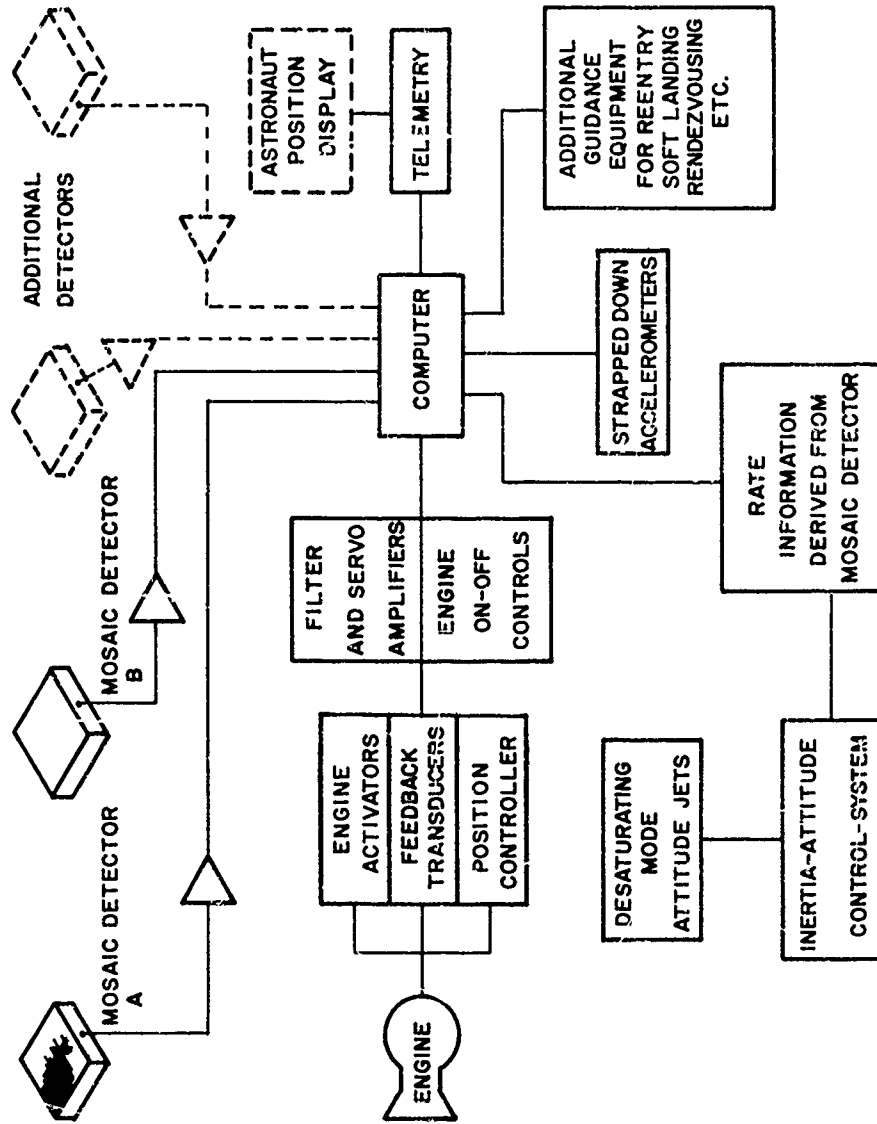 MOSAIC DETECTOR
A
MOSAIC DETECTOR
B
ADDITIONAL
DETECTORS
ENGINE
ENGINE
ACTIVATORS
FEEDBACK
TRANSDUCERS
POSITION
CONTROLLER
FILTER
AND SERVO
AMPLIFIERS
ENGINE
ON-OFF
CONTROLS
COMPUTER
ASTRONAUT
POSITION
DISPLAY
TELEMETRY
DESATURATING
MODE
ATTITUDE JETS
INERTIA-ATTITUDE
CONTROL-SYSTEM
RATE
INFORMATION
DERIVED FROM
MOSAIC DETECTOR
STRAPPED DOWN
ACCELEROMETERS
ADDITIONAL
GUIDANCE
EQUIPMENT
FOR REENTRY
SOFT LANDING
RENDEZVOUSING
ETC.